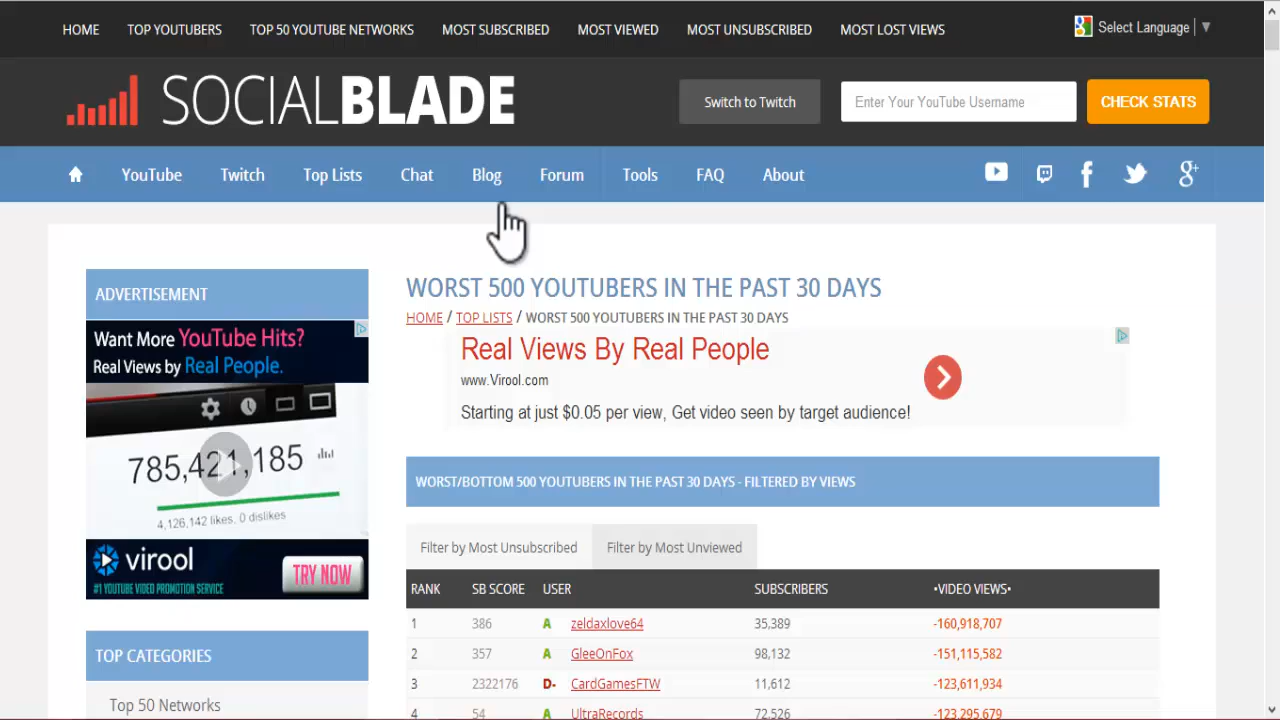 HOME TOP YOUTUBERS TOP 50 YOUTUBE NETWORKS MOST SUBSCRIBED MOST VIEWED MOST UNSUBSCRIBED MOST LOST VIEWS Select Language
SOCIALBLADE Switch to Twitch Enter Your YouTube Username CHECK STATS
YouTube Twitch Top Lists Chat Blog Forum Tools FAQ About
ADVERTISEMENT
Want More YouTube Hits?
Real Views by Real People.
785,421,185
4,126,142 likes, 0 dislikes
virool
#1 YOUTUBE VIDEO PROMOTION SERVICE
TRY NOW
TOP CATEGORIES
Top 50 Networks
WORST 500 YOUTUBERS IN THE PAST 30 DAYS
HOME / TOP LISTS / WORST 500 YOUTUBERS IN THE PAST 30 DAYS
Real Views By Real People
www.Virool.com
Starting at just $0.05 per view, Get video seen by target audience!
WORST/BOTTOM 500 YOUTUBERS IN THE PAST 30 DAYS - FILTERED BY VIEWS
Filter by Most Unsubscribed Filter by Most Unviewed
RANK SB SCORE USER SUBSCRIBERS •VIDEO VIEWS•
1 386 A zeldaxlove64 35,389 -160,918,707
2 357 A GleeOnFox 98,132 -151,115,582
3 2322176 D- CardGamesFTW 11,612 -123,611,934
4 54 A UltraRecords 72,526 -123,295,679